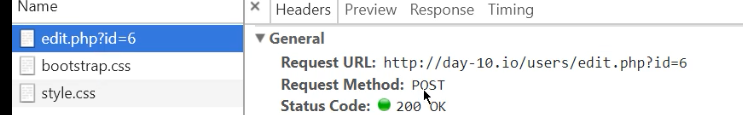 Name
× Headers Preview Response Timing
edit.php?id=6
bootstrap.css
style.css
▼ General
Request URL: http://day-10.io/users/edit.php?id=6
Request Method: POST
Status Code: 200 OK